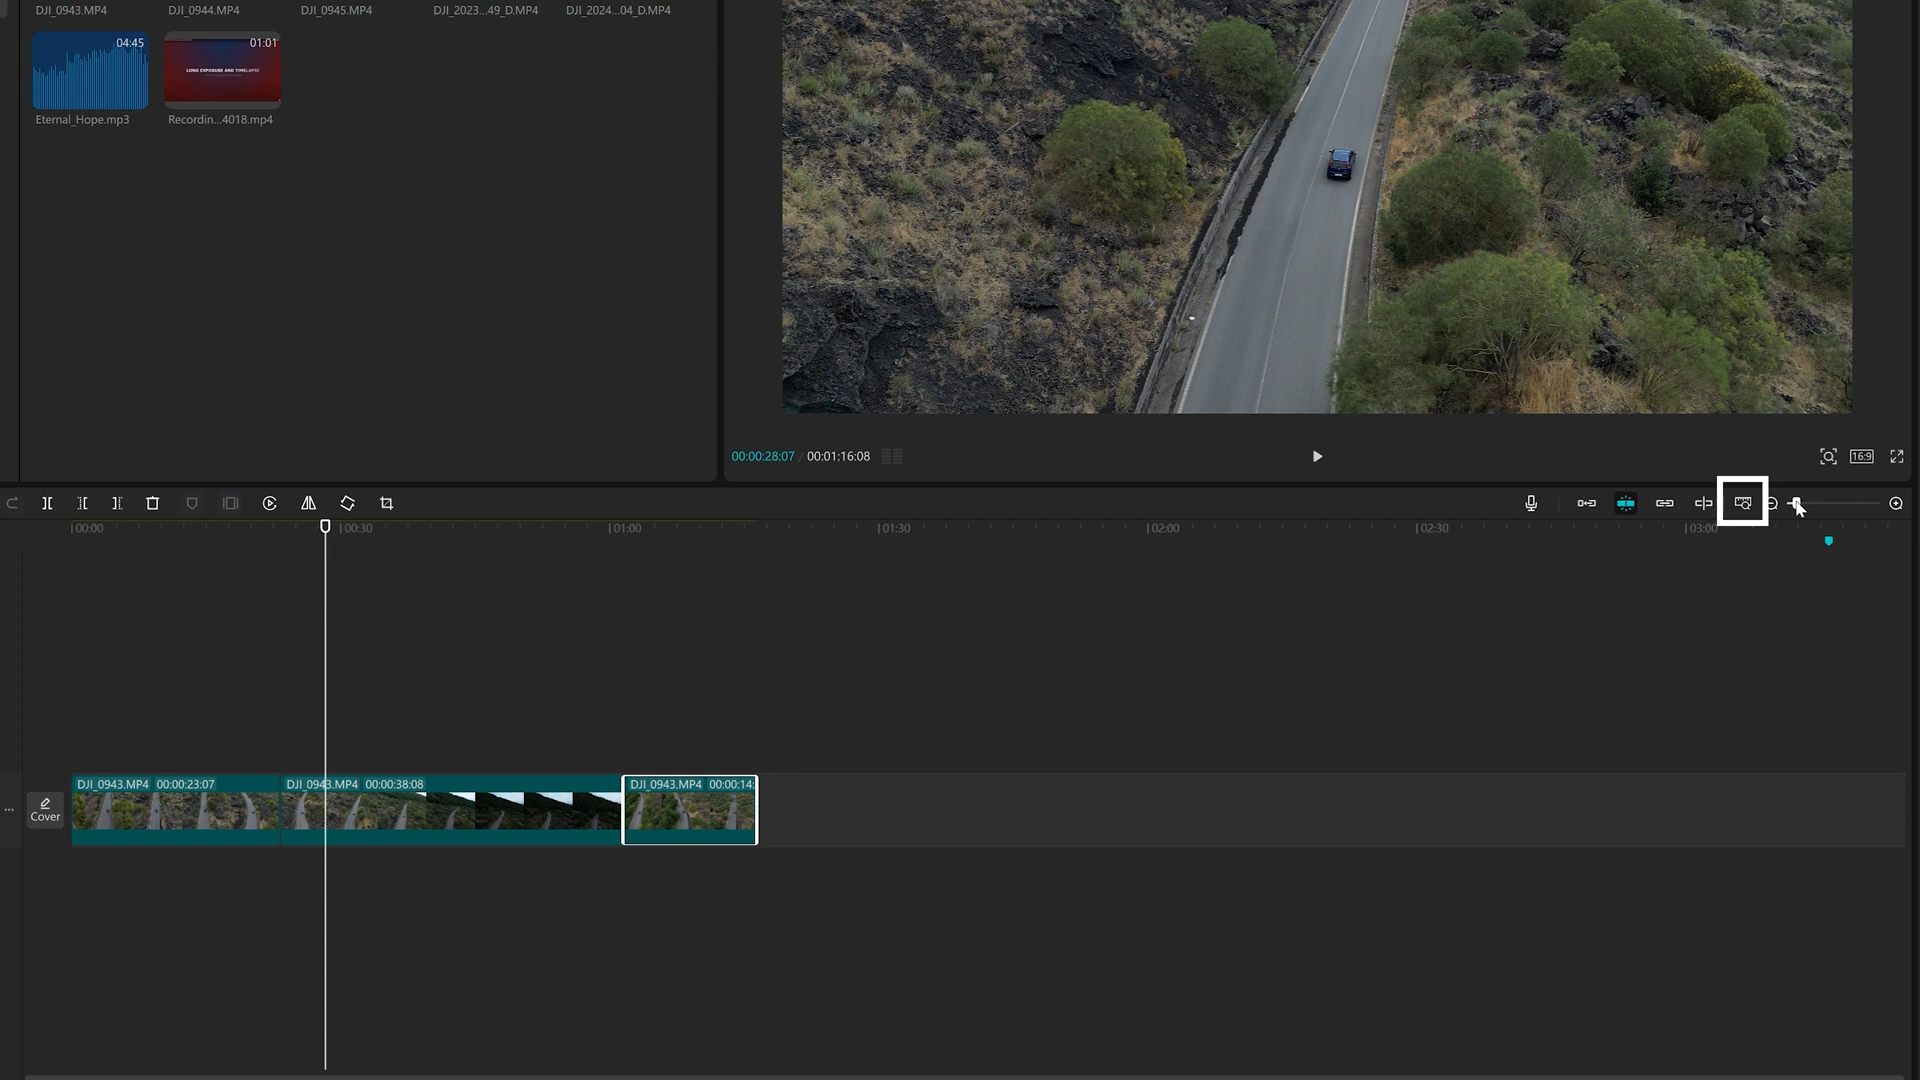 DJI_0943.MP4 DJI_0944.MP4 DJI_0945.MP4 DJI_2023...49_D.MP4 DJI_2024...04_D.MP4
04:45 01:01
LONG EXPOSURE AND TIMELAPSE
Eternal_Hope.mp3 Recordin...4018.mp4
00:00:28:07 / 00:01:16:08 16:9
00:00 00:30 01:00 01:30 02:00 02:30 03:00
DJI_0943.MP4 00:00:23:07 DJI_0943.MP4 00:00:38:08 DJI_0943.MP4 00:00:14:
Cover